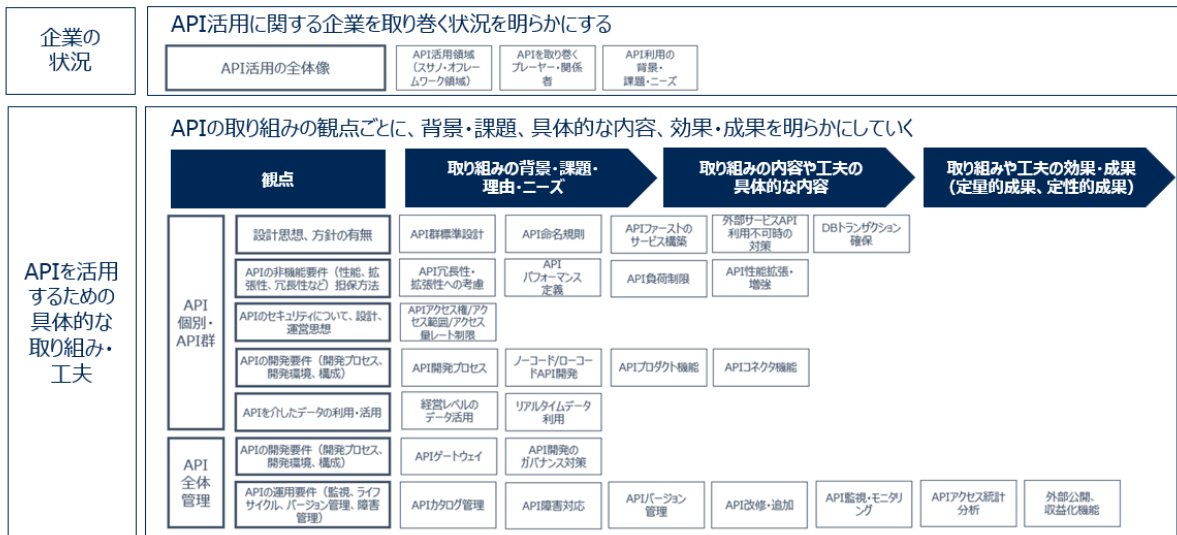 企業の
状況
API活用に関する企業を取り巻く状況を明らかにする
API活用の全体像
API活用領域
(スサノ・オフレー
ムワーク領域)
APIを取り巻く
プレーヤー・関係
者
API利用の
背景・
課題・ニーズ
APIを活用
するための
具体的な
取り組み・
工夫
APIの取り組みの観点ごとに、背景・課題、具体的な内容、効果・成果を明らかにしていく
観点
取り組みの背景・課題・
理由・ニーズ
取り組みの内容や工夫の
具体的な内容
取り組みや工夫の効果・成果
(定量的成果、定性的成果)
API
個別・
API群
設計思想、方針の有無
API群標準設計
API命名規則
APIファーストの
サービス構築
外部サービスAPI
利用不可時の
対策
DBトランザクション
確保
APIの非機能要件（性能、拡
張性、冗長性など）担保方法
API冗長性・
拡張性への考慮
API
パフォーマンス
定義
API負荷制限
API性能拡張・
増強
APIのセキュリティについて、設計、
運営思想
APIアクセス権/アク
セス範囲/アクセス
量レート制限
APIの開発要件（開発プロセス、
開発環境、構成）
API開発プロセス
ノーコード/ローコー
ドAPI開発
APIプロダクト機能
APIコネクタ機能
APIを介したデータの利用・活用
経営レベルの
データ活用
リアルタイムデータ
利用
API
全体
管理
APIの開発要件（開発プロセス、
開発環境、構成）
APIゲートウェイ
API開発の
ガバナンス対策
APIの運用要件（監視、ライフ
サイクル、バージョン管理、障害
管理）
APIカタログ管理
API障害対応
APIバージョン
管理
API改修・追加
API監視・モニタリ
ング
APIアクセス統計
分析
外部公開、
収益化機能